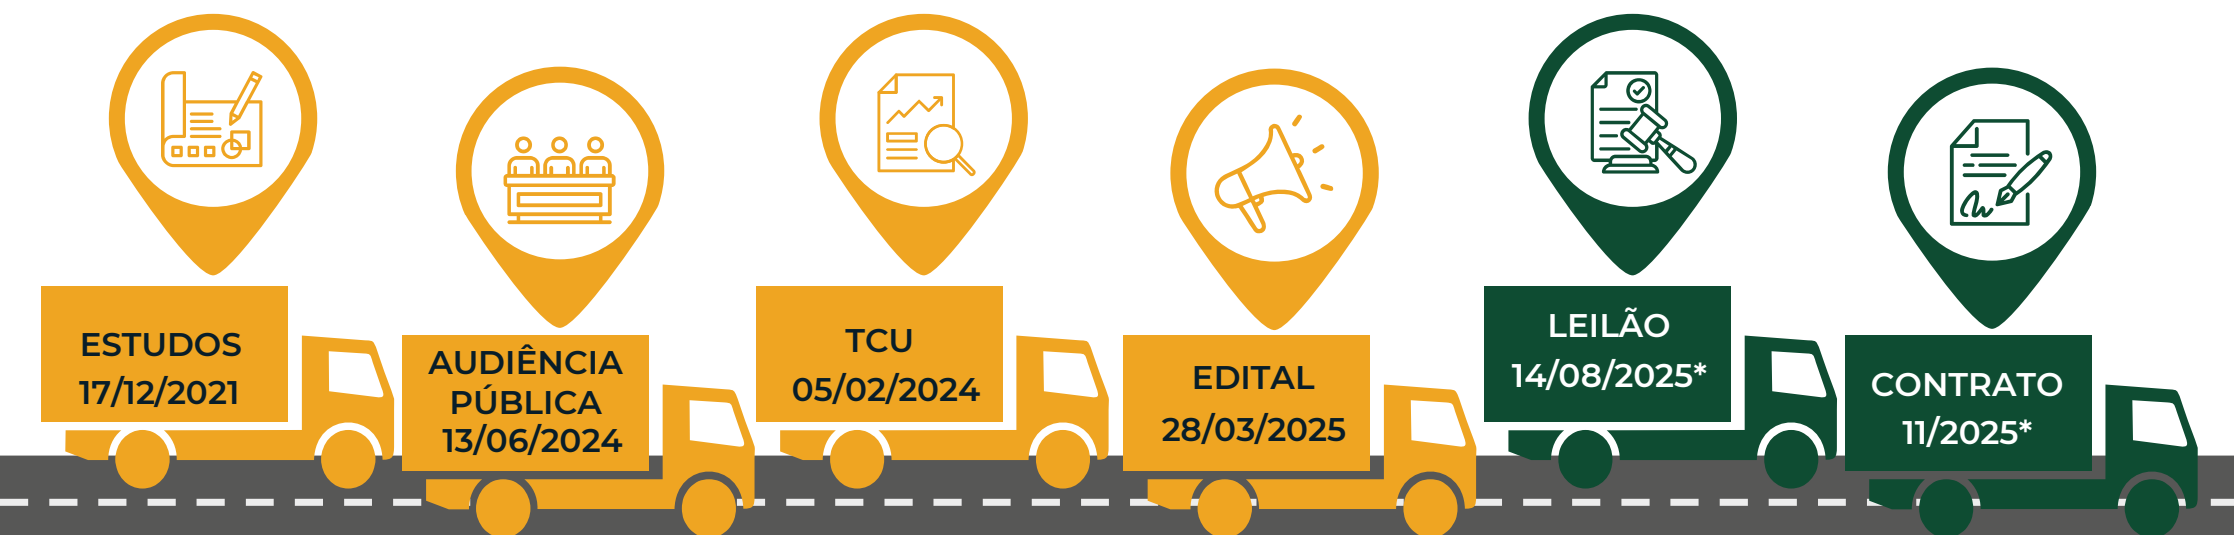 ESTUDOS
17/12/2021
AUDIÊNCIA
PÚBLICA
13/06/2024
TCU
05/02/2024
EDITAL
28/03/2025
LEILÃO
14/08/2025*
CONTRATO
11/2025*